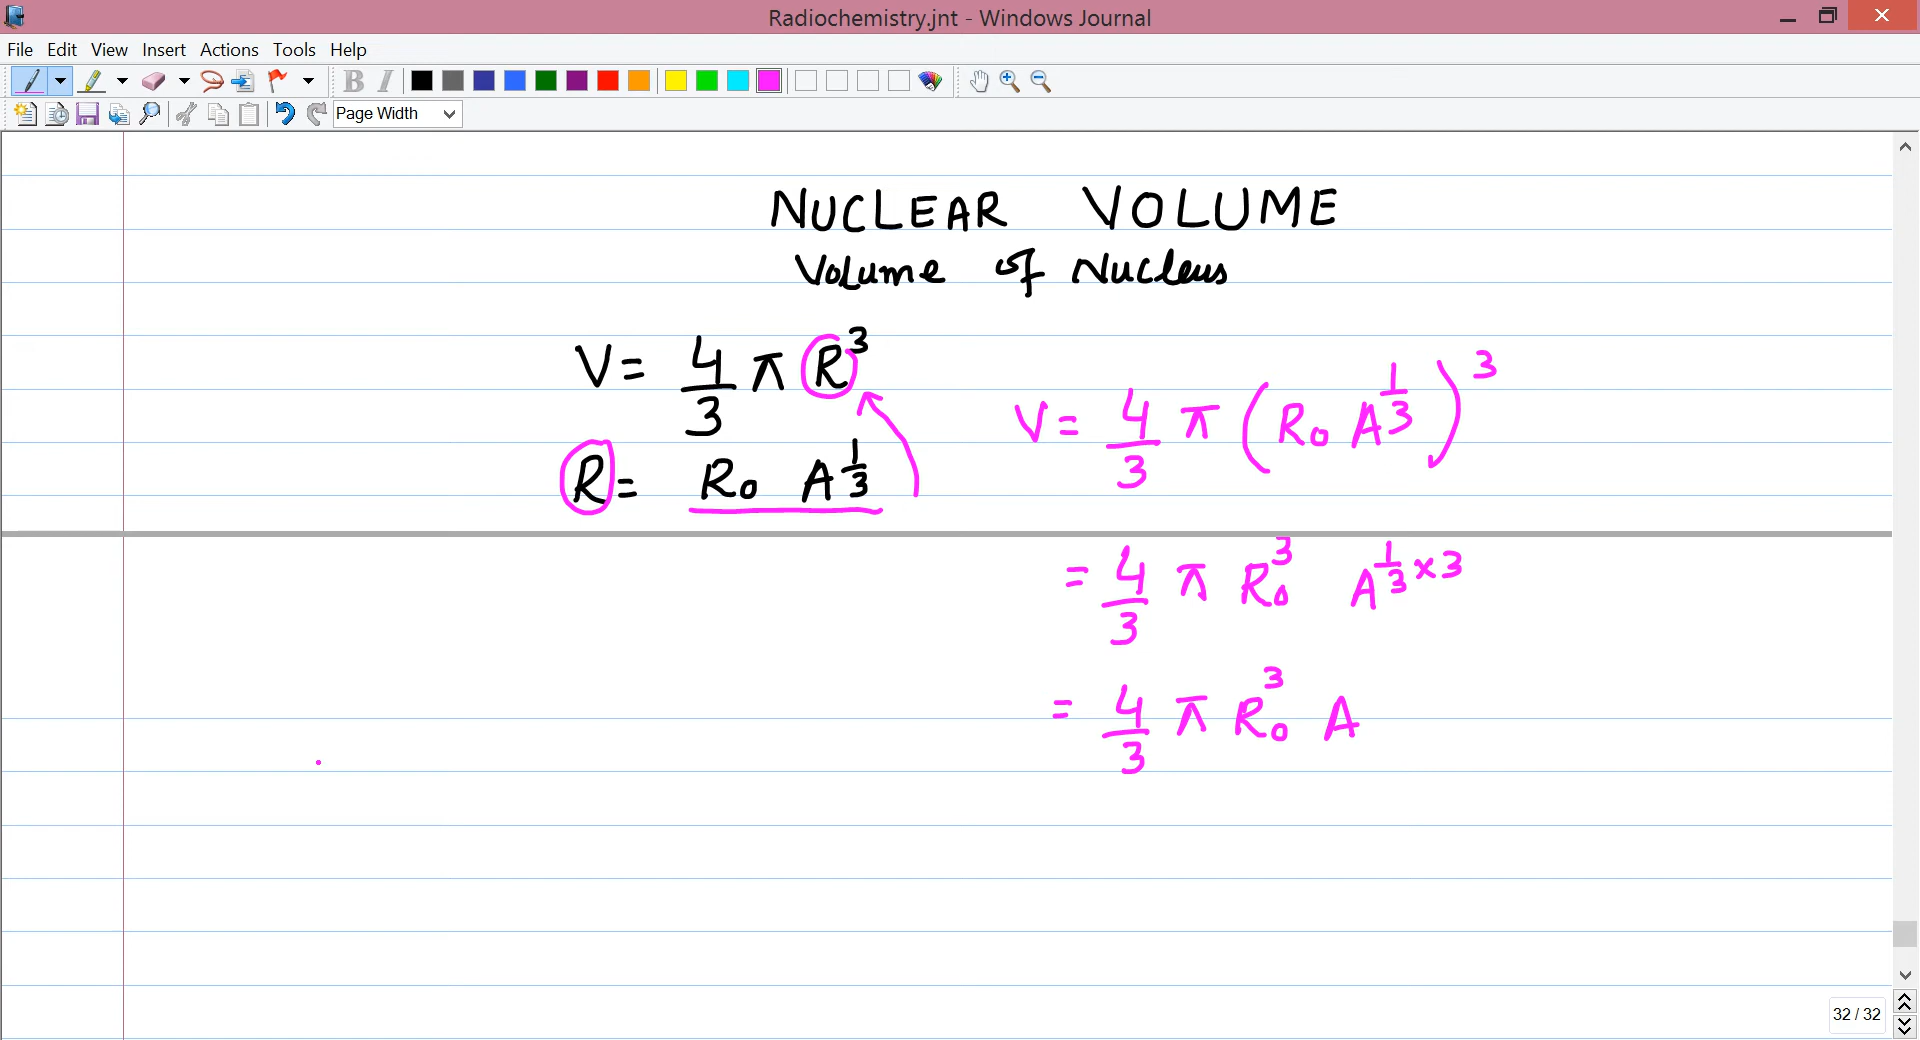 Radiochemistry.jnt - Windows Journal
File Edit View Insert Actions Tools Help
B I
Page Width
NUCLEAR VOLUME
Volume of Nucleus
V = 4/3 π R³
R = R₀ A^1/3
V = 4/3 π (R₀ A^1/3)³
= 4/3 π R₀³ A^1/3×3
= 4/3 π R₀³ A
32 / 32